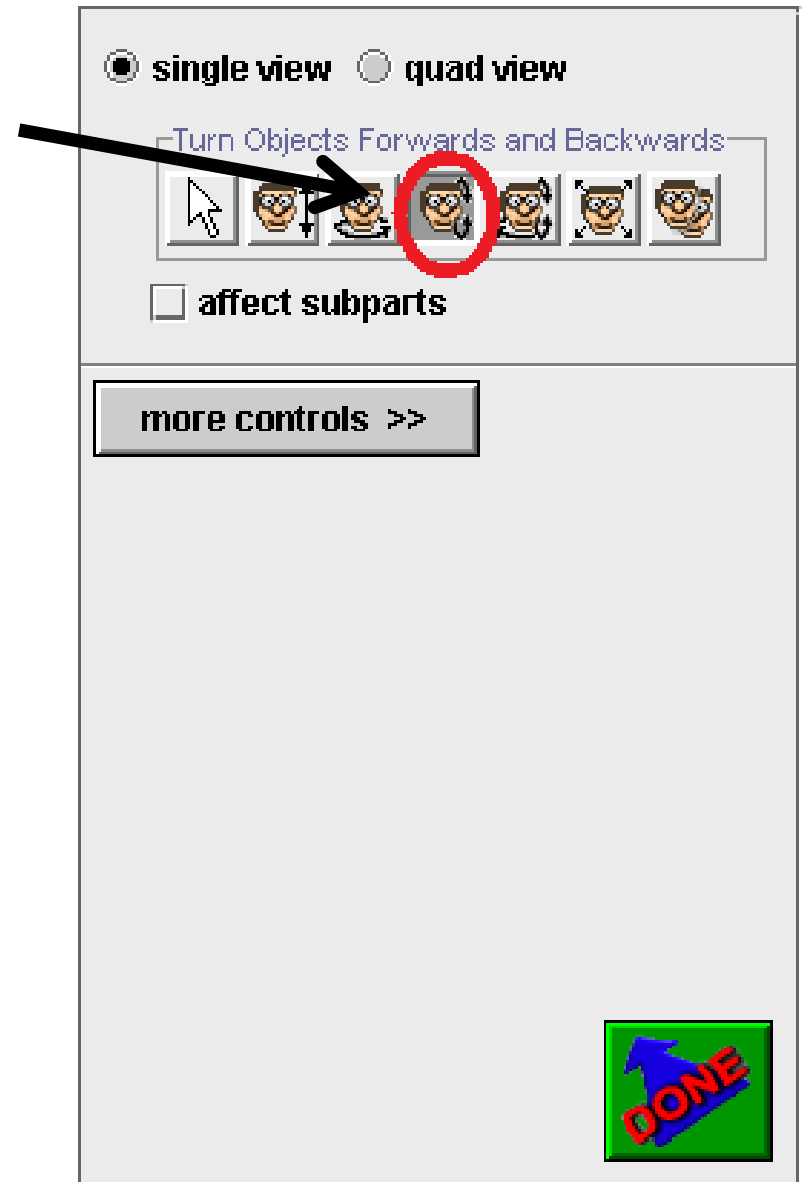 single view quad view
Turn Objects Forwards and Backwards
affect subparts
more controls >>
DONE